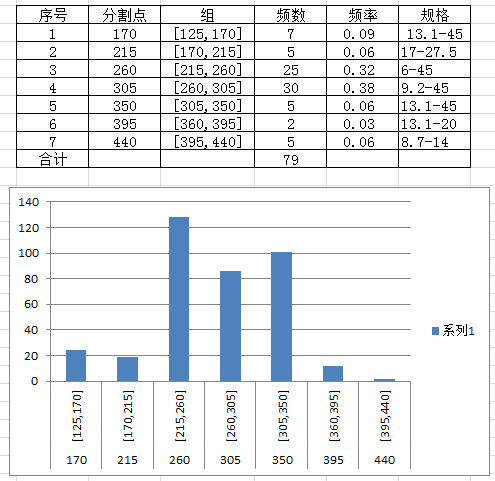 序号 分割点 组 频数 频率 规格
1 170 [125,170] 7 0.09 13.1-45
2 215 [170,215] 5 0.06 17-27.5
3 260 [215,260] 25 0.32 6-45
4 305 [260,305] 30 0.38 9.2-45
5 350 [305,350] 5 0.06 13.1-45
6 395 [360,395] 2 0.03 13.1-20
7 440 [395,440] 5 0.06 8.7-14
合计 79
140
120
100
80
60
40
20
0
系列1
[125,170] [170,215] [215,260] [260,305] [305,350] [360,395] [395,440]
170 215 260 305 350 395 440